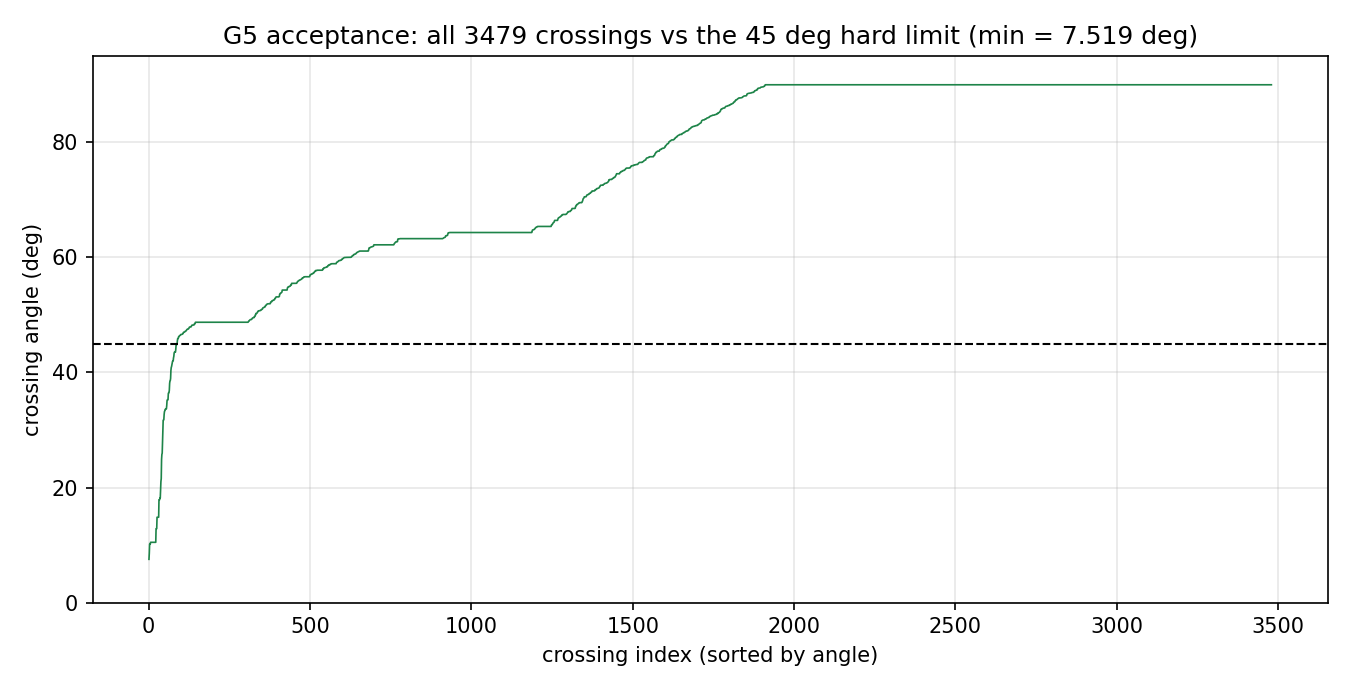 G5 acceptance: all 3479 crossings vs the 45 deg hard limit (min = 7.519 deg)
crossing angle (deg)
80
60
40
20
0
0 500 1000 1500 2000 2500 3000 3500
crossing index (sorted by angle)